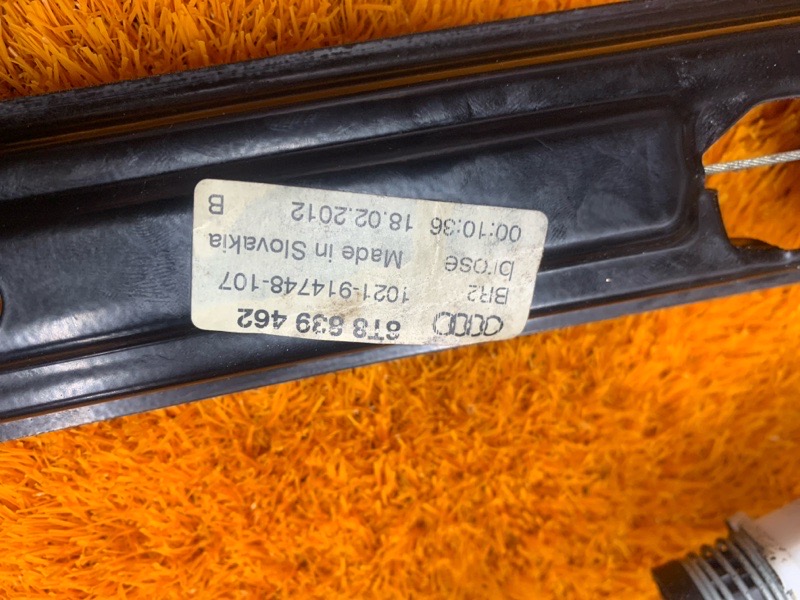 8T8 839 462
BR2 1021-914748-107
brose Made in Slovakia
00:10:36 18.02.2012 B